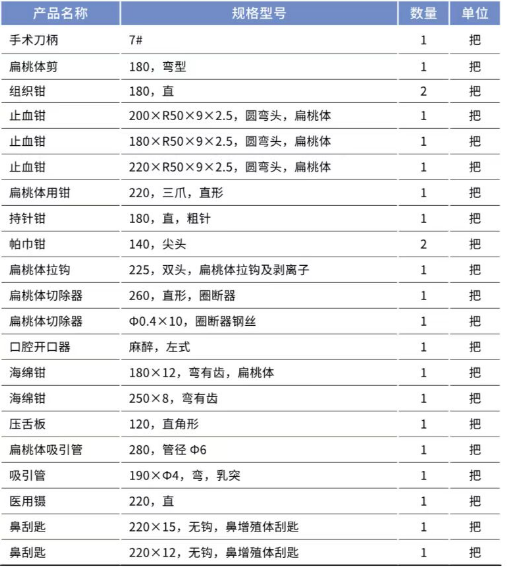 产品名称 规格型号 数量 单位
手术刀柄 7# 1 把
扁桃体剪 180，弯型 1 把
组织钳 180，直 2 把
止血钳 200×R50×9×2.5，圆弯头，扁桃体 1 把
止血钳 180×R50×9×2.5，圆弯头，扁桃体 1 把
止血钳 220×R50×9×2.5，圆弯头，扁桃体 1 把
扁桃体用钳 220，三爪，直形 1 把
持针钳 180，直，粗针 1 把
帕巾钳 140，尖头 2 把
扁桃体拉钩 225，双头，扁桃体拉钩及剥离子 1 把
扁桃体切除器 260，直形，圈断器 1 把
扁桃体切除器 Φ0.4×10，圈断器钢丝 1 把
口腔开口器 麻醉，左式 1 把
海绵钳 180×12，弯有齿，扁桃体 1 把
海绵钳 250×8，弯有齿 1 把
压舌板 120，直角形 1 把
扁桃体吸引管 280，管径 Φ6 1 把
吸引管 190×Φ4，弯，乳突 1 把
医用镊 220，直 1 把
鼻刮匙 220×15，无钩，鼻增殖体刮匙 1 把
鼻刮匙 220×12，无钩，鼻增殖体刮匙 1 把